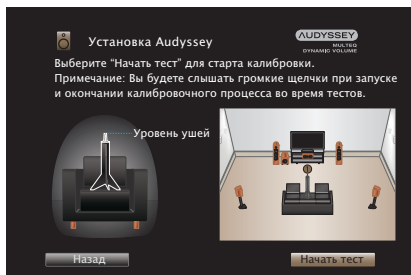 Установка Audyssey
AUDYSSEY
MULTEQ
DYNAMIC VOLUME
Выберите “Начать тест” для старта калибровки.
Примечание: Вы будете слышать громкие щелчки при запуске
и окончании калибровочного процесса во время тестов.
Уровень ушей
Назад
Начать тест